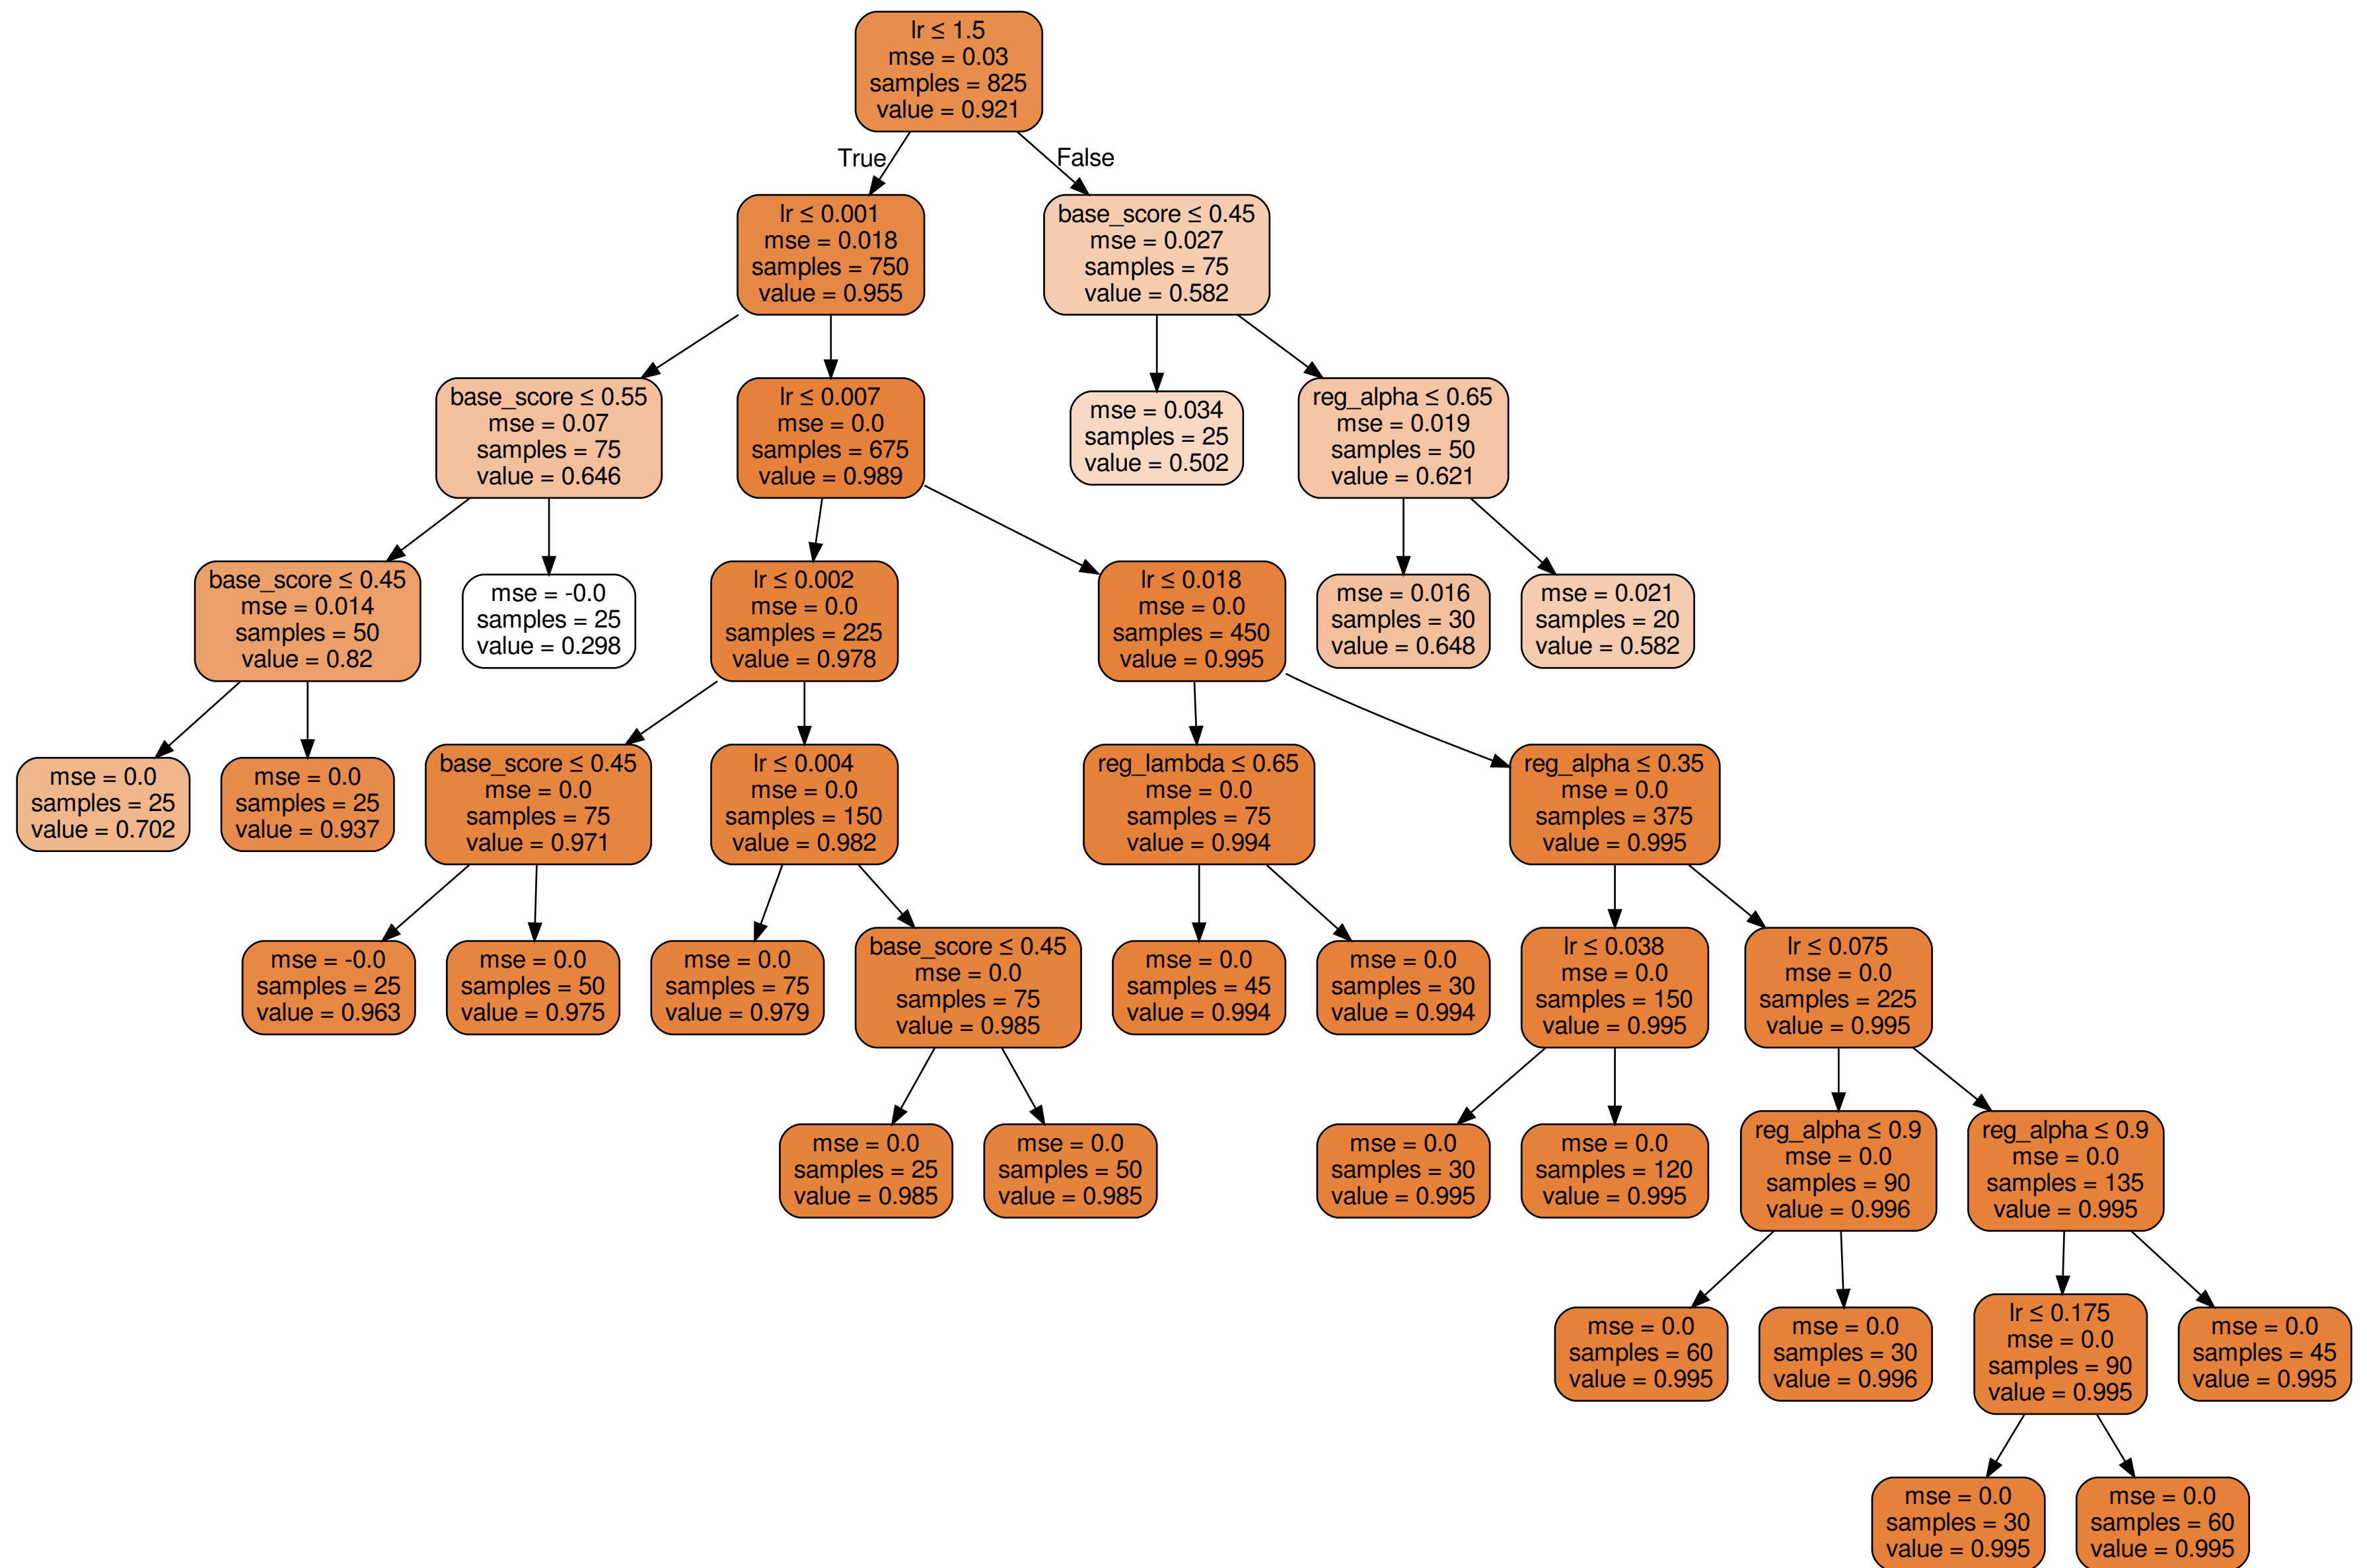 lr ≤ 1.5
mse = 0.03
samples = 825
value = 0.921
True
False
lr ≤ 0.001
mse = 0.018
samples = 750
value = 0.955
base_score ≤ 0.45
mse = 0.027
samples = 75
value = 0.582
base_score ≤ 0.55
mse = 0.07
samples = 75
value = 0.646
lr ≤ 0.007
mse = 0.0
samples = 675
value = 0.989
mse = 0.034
samples = 25
value = 0.502
reg_alpha ≤ 0.65
mse = 0.019
samples = 50
value = 0.621
base_score ≤ 0.45
mse = 0.014
samples = 50
value = 0.82
mse = -0.0
samples = 25
value = 0.298
lr ≤ 0.002
mse = 0.0
samples = 225
value = 0.978
lr ≤ 0.018
mse = 0.0
samples = 450
value = 0.995
mse = 0.016
samples = 30
value = 0.648
mse = 0.021
samples = 20
value = 0.582
mse = 0.0
samples = 25
value = 0.702
mse = 0.0
samples = 25
value = 0.937
base_score ≤ 0.45
mse = 0.0
samples = 75
value = 0.971
lr ≤ 0.004
mse = 0.0
samples = 150
value = 0.982
reg_lambda ≤ 0.65
mse = 0.0
samples = 75
value = 0.994
reg_alpha ≤ 0.35
mse = 0.0
samples = 375
value = 0.995
mse = -0.0
samples = 25
value = 0.963
mse = 0.0
samples = 50
value = 0.975
mse = 0.0
samples = 75
value = 0.979
base_score ≤ 0.45
mse = 0.0
samples = 75
value = 0.985
mse = 0.0
samples = 45
value = 0.994
mse = 0.0
samples = 30
value = 0.994
lr ≤ 0.038
mse = 0.0
samples = 150
value = 0.995
lr ≤ 0.075
mse = 0.0
samples = 225
value = 0.995
mse = 0.0
samples = 25
value = 0.985
mse = 0.0
samples = 50
value = 0.985
mse = 0.0
samples = 30
value = 0.995
mse = 0.0
samples = 120
value = 0.995
reg_alpha ≤ 0.9
mse = 0.0
samples = 90
value = 0.996
reg_alpha ≤ 0.9
mse = 0.0
samples = 135
value = 0.995
mse = 0.0
samples = 60
value = 0.995
mse = 0.0
samples = 30
value = 0.996
lr ≤ 0.175
mse = 0.0
samples = 90
value = 0.995
mse = 0.0
samples = 45
value = 0.995
mse = 0.0
samples = 30
value = 0.995
mse = 0.0
samples = 60
value = 0.995